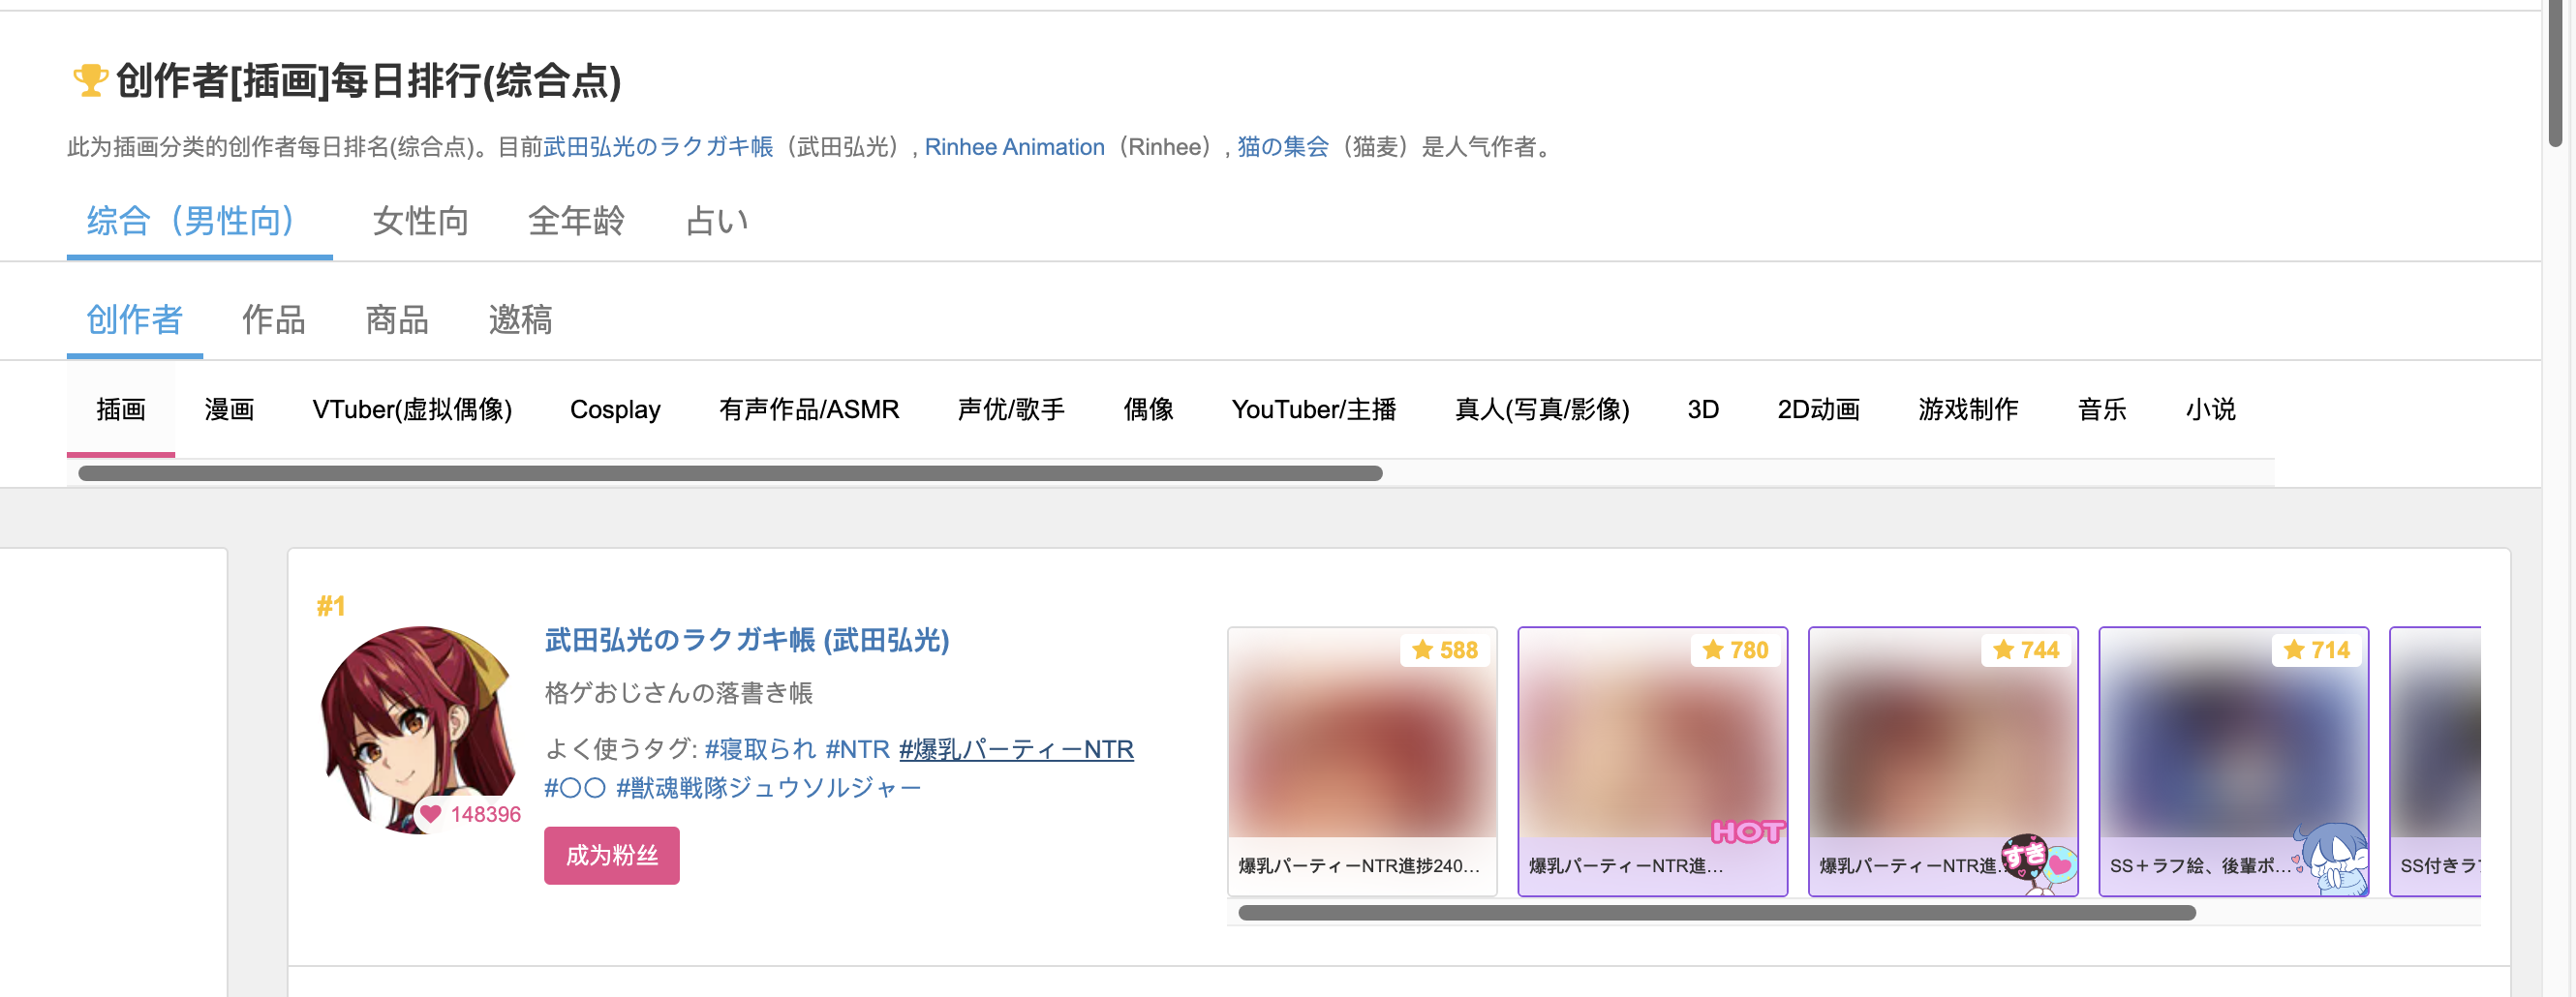 创作者[插画]每日排行(综合点)
此为插画分类的创作者每日排名(综合点)。目前武田弘光のラクガキ帳（武田弘光）, Rinhee Animation（Rinhee）, 猫の集会（猫麦）是人气作者。
综合（男性向） 女性向 全年龄 占い
创作者 作品 商品 邀稿
插画 漫画 VTuber(虚拟偶像) Cosplay 有声作品/ASMR 声优/歌手 偶像 YouTuber/主播 真人(写真/影像) 3D 2D动画 游戏制作 音乐 小说
#1
武田弘光のラクガキ帳 (武田弘光)
格ゲおじさんの落書き帳
よく使うタグ: #寝取られ #NTR #爆乳パーティーNTR
#〇〇 #獣魂戦隊ジュウソルジャー
148396
成为粉丝
588
爆乳パーティーNTR進捗240...
780
HOT
爆乳パーティーNTR進...
744
すき
爆乳パーティーNTR進...
714
SS＋ラフ絵、後輩ポ...
SS付きラ